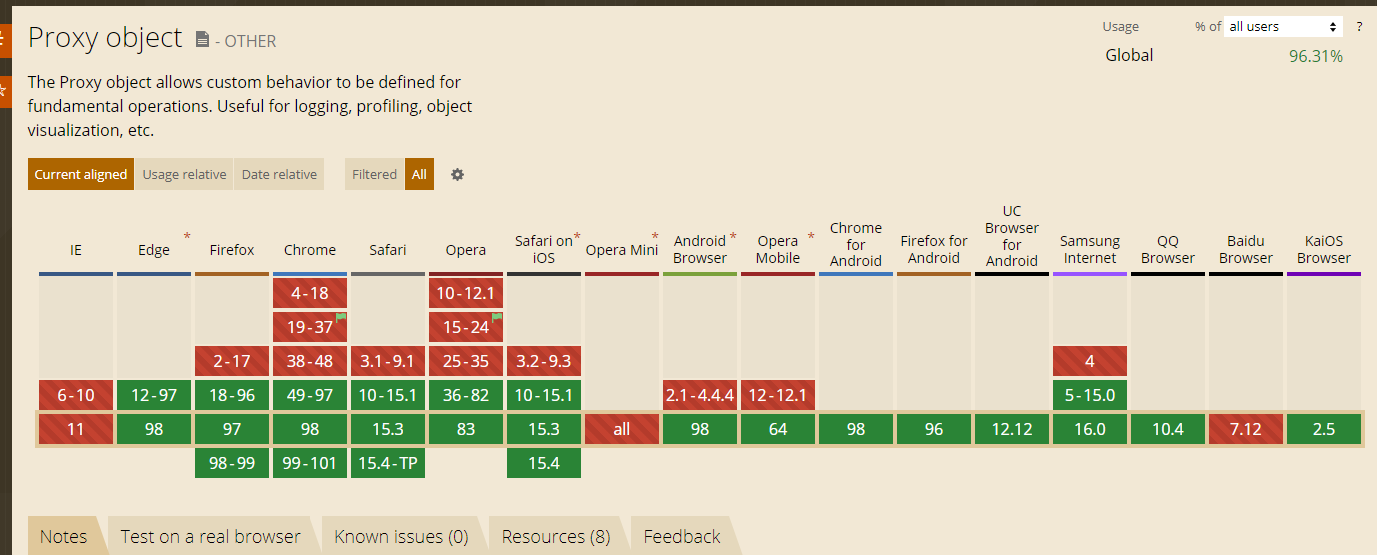 Proxy object - OTHER
Usage % of all users ?
Global 96.31%
The Proxy object allows custom behavior to be defined for
fundamental operations. Useful for logging, profiling, object
visualization, etc.
Current aligned Usage relative Date relative Filtered All
IE
Edge *
Firefox
Chrome
Safari
Opera
Safari on *
iOS
Opera Mini *
Android *
Browser
Opera *
Mobile
Chrome
for
Android
Firefox for
Android
UC
Browser
for
Android
Samsung
Internet
QQ
Browser
Baidu
Browser
KaiOS
Browser
4-18 10-12.1
19-37 15-24
2-17 38-48 3.1-9.1 25-35 3.2-9.3 4
6-10 12-97 18-96 49-97 10-15.1 36-82 10-15.1 2.1-4.4.4 12-12.1 5-15.0
11 98 97 98 15.3 83 15.3 all 98 64 98 96 12.12 16.0 10.4 7.12 2.5
98-99 99-101 15.4-TP 15.4
Notes Test on a real browser Known issues (0) Resources (8) Feedback